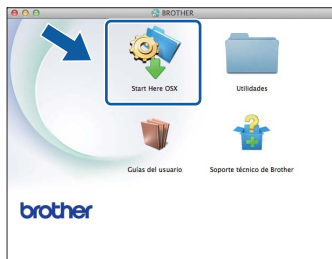 BROTHER
Start Here OSX
Utilidades
Guías del usuario
Soporte técnico de Brother
brother